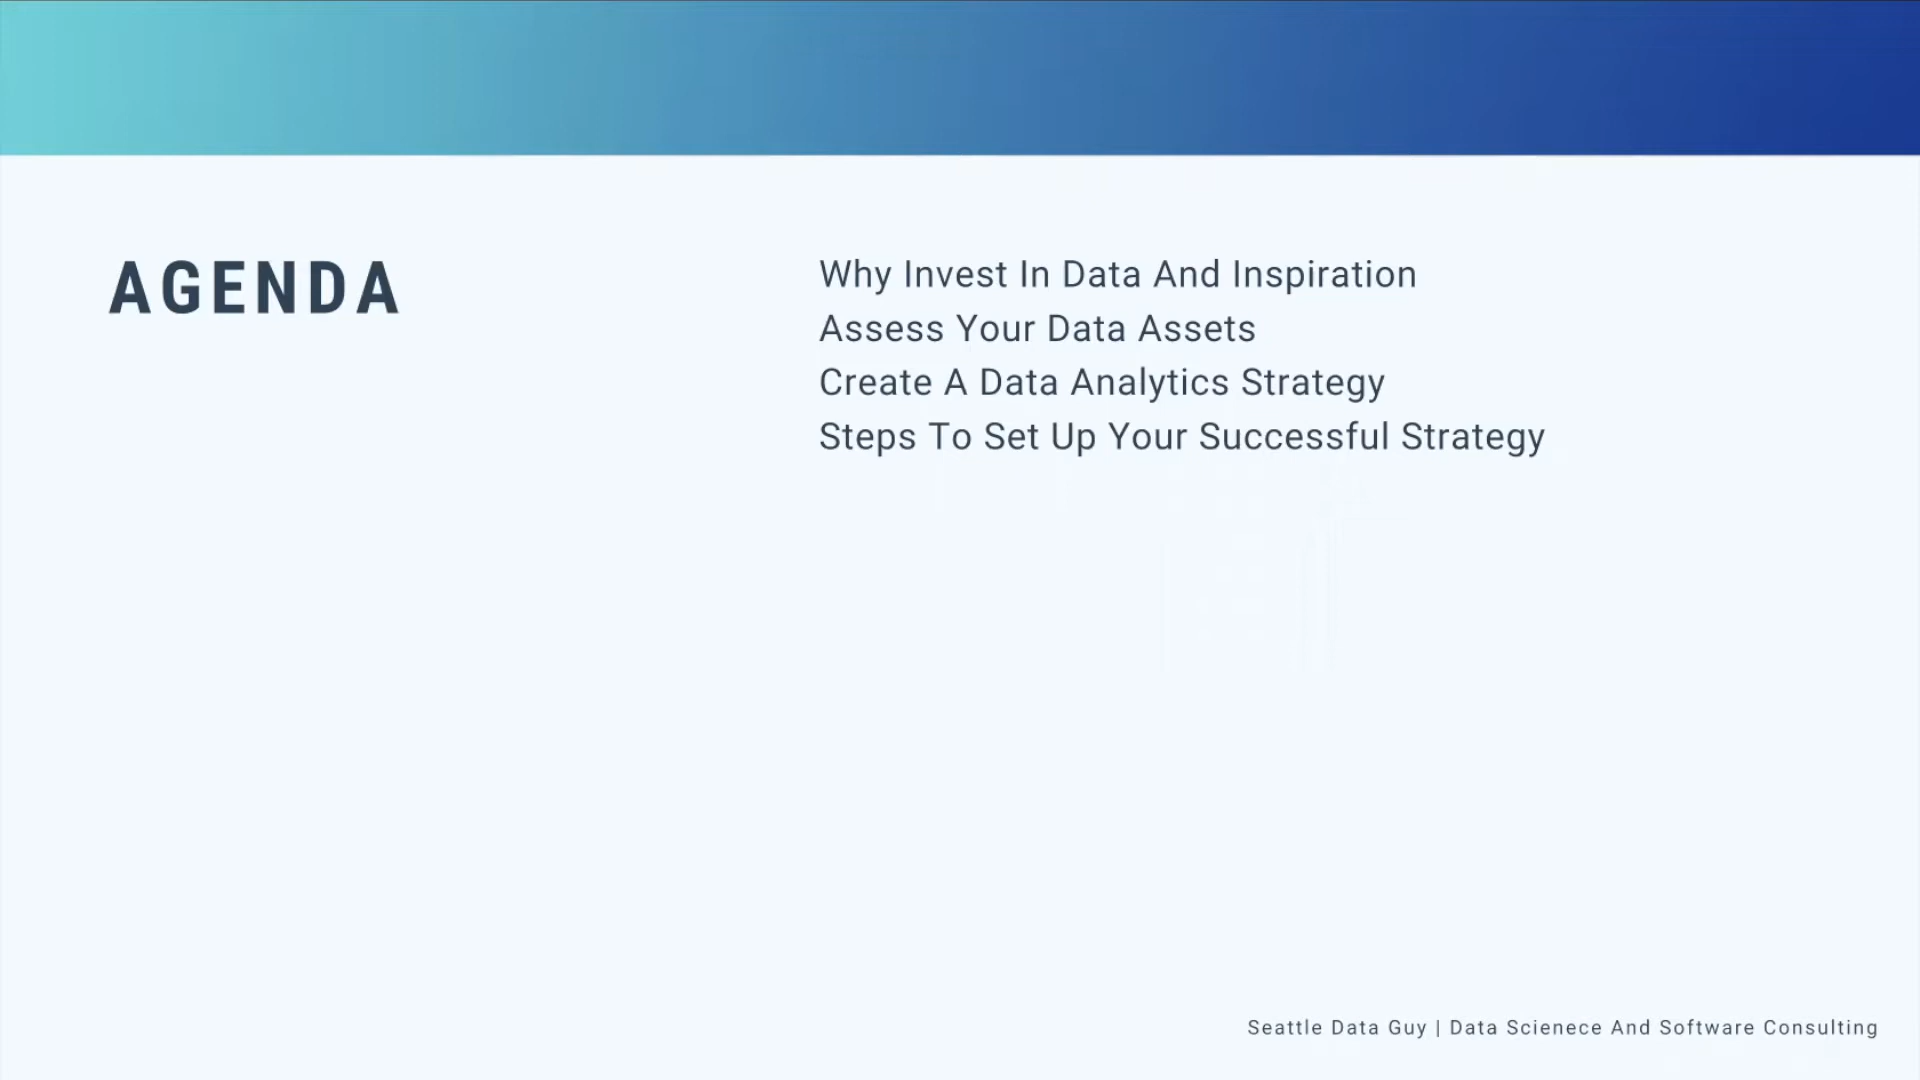 AGENDA
Why Invest In Data And Inspiration
Assess Your Data Assets
Create A Data Analytics Strategy
Steps To Set Up Your Successful Strategy
Seattle Data Guy | Data Scienece And Software Consulting